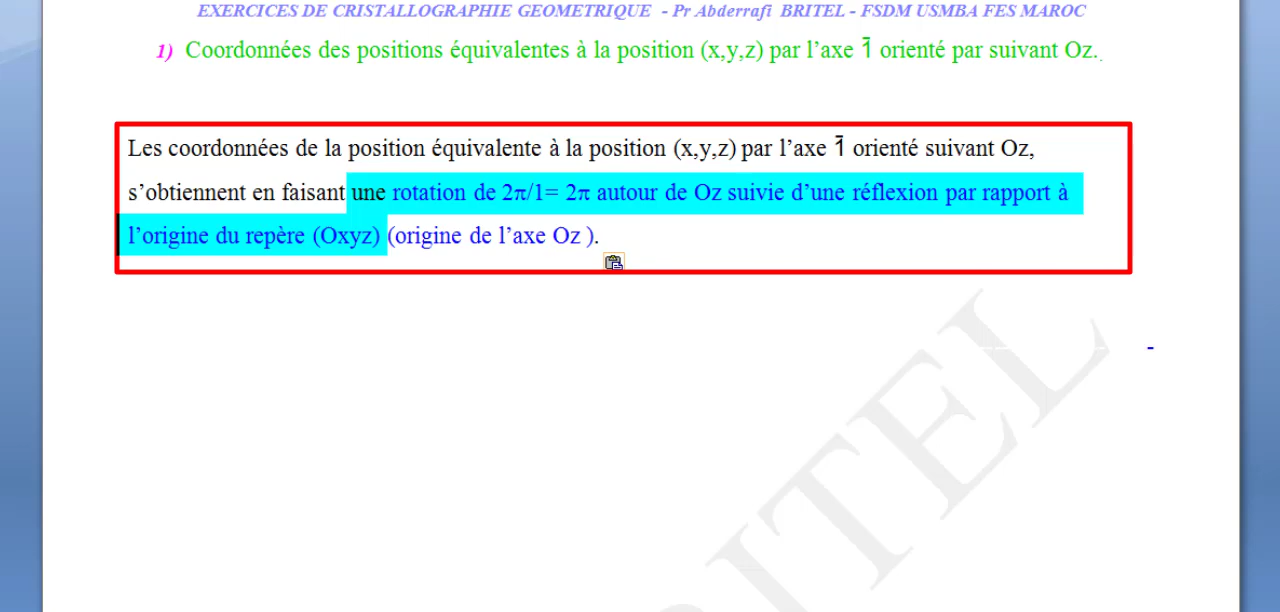 EXERCICES DE CRISTALLOGRAPHIE GEOMETRIQUE - Pr Abderrafi BRITEL - FSDM USMBA FES MAROC
1) Coordonnées des positions équivalentes à la position (x,y,z) par l’axe 1̄ orienté par suivant Oz.
Les coordonnées de la position équivalente à la position (x,y,z) par l’axe 1̄ orienté suivant Oz,
s’obtiennent en faisant une rotation de 2π/1= 2π autour de Oz suivie d’une réflexion par rapport à
l’origine du repère (Oxyz) (origine de l’axe Oz ).
-
ITEL